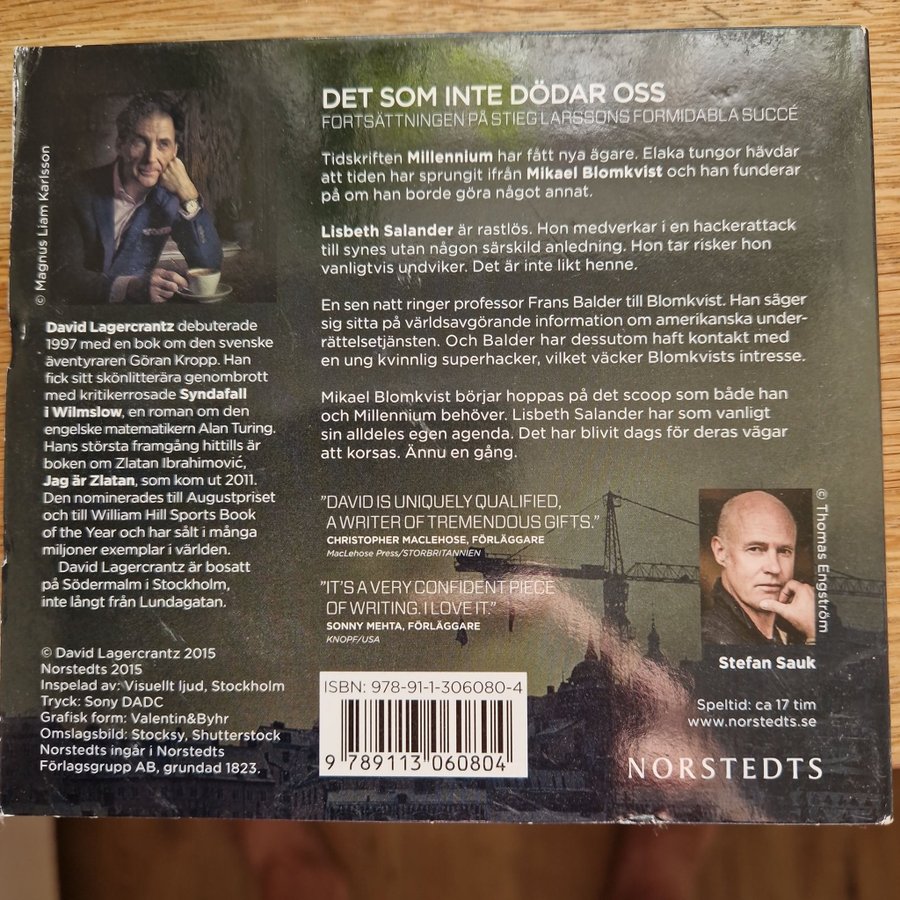 © Magnus Liam Karlsson
David Lagercrantz debuterade
1997 med en bok om den svenske
äventyraren Göran Kropp. Han
fick sitt skönlitterära genombrott
med kritikerrosade Syndafall
i Wilmslow, en roman om den
engelske matematikern Alan Turing.
Hans största framgång hittills är
boken om Zlatan Ibrahimović,
Jag är Zlatan, som kom ut 2011.
Den nominerades till Augustpriset
och till William Hill Sports Book
of the Year och har sålt i många
miljoner exemplar i världen.
David Lagercrantz är bosatt
på Södermalm i Stockholm,
inte långt från Lundagatan.
© David Lagercrantz 2015
Norstedts 2015
Inspelad av: Visuellt ljud, Stockholm
Tryck: Sony DADC
Grafisk form: Valentin&Byhr
Omslagsbild: Stocksy, Shutterstock
Norstedts ingår i Norstedts
Förlagsgrupp AB, grundad 1823.
DET SOM INTE DÖDAR OSS
FORTSÄTTNINGEN PÅ STIEG LARSSONS FORMIDABLA SUCCÉ
Tidskriften Millennium har fått nya ägare. Elaka tungor hävdar
att tiden har sprungit ifrån Mikael Blomkvist och han funderar
på om han borde göra något annat.
Lisbeth Salander är rastlös. Hon medverkar i en hackerattack
till synes utan någon särskild anledning. Hon tar risker hon
vanligtvis undviker. Det är inte likt henne.
En sen natt ringer professor Frans Balder till Blomkvist. Han säger
sig sitta på världsavgörande information om amerikanska under-
rättelsetjänsten. Och Balder har dessutom haft kontakt med
en ung kvinnlig superhacker, vilket väcker Blomkvists intresse.
Mikael Blomkvist börjar hoppas på det scoop som både han
och Millennium behöver. Lisbeth Salander har som vanligt
sin alldeles egen agenda. Det har blivit dags för deras vägar
att korsas. Ännu en gång.
"DAVID IS UNIQUELY QUALIFIED,
A WRITER OF TREMENDOUS GIFTS."
CHRISTOPHER MACLEHOSE, FÖRLÄGGARE
MacLehose Press/STORBRITANNIEN
"IT'S A VERY CONFIDENT PIECE
OF WRITING. I LOVE IT."
SONNY MEHTA, FÖRLÄGGARE
KNOPF/USA
ISBN: 978-91-1-306080-4
9 789113 060804
© Thomas Engström
Stefan Sauk
Speltid: ca 17 tim
www.norstedts.se
NORSTEDTS